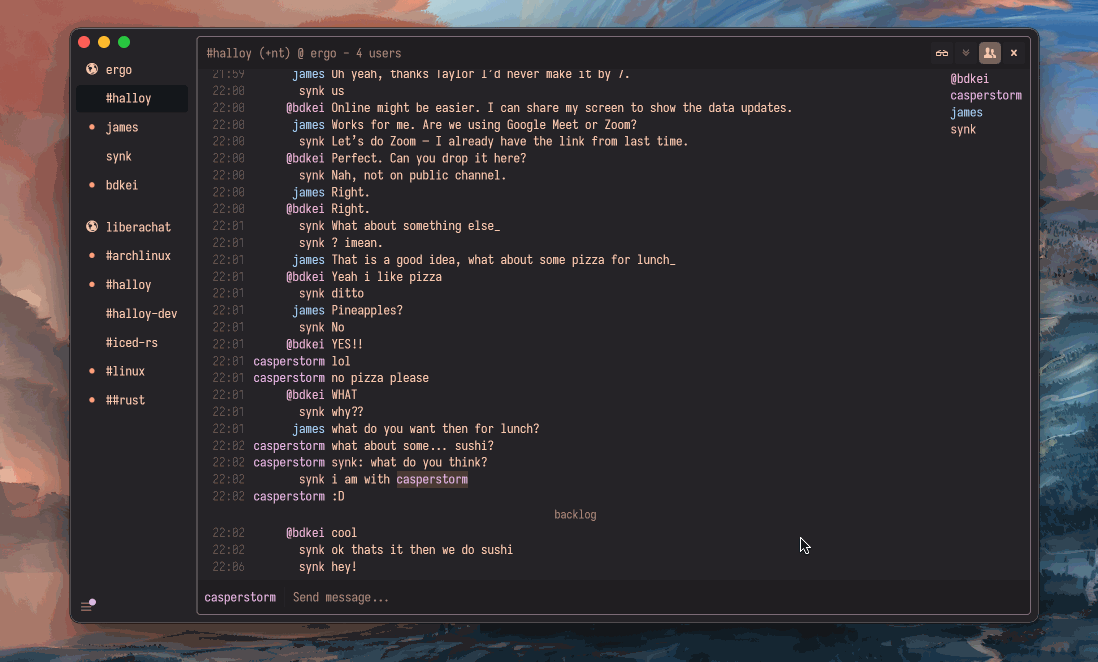 ergo
#halloy
james
synk
bdkei
liberachat
#archlinux
#halloy
#halloy-dev
#iced-rs
#linux
##rust
#halloy (+nt) @ ergo - 4 users
21:59 james Uh yeah, thanks Taylor I'd never make it by 7.
22:00 synk us
22:00 @bdkei Online might be easier. I can share my screen to show the data updates.
22:00 james Works for me. Are we using Google Meet or Zoom?
22:00 synk Let's do Zoom — I already have the link from last time.
22:00 @bdkei Perfect. Can you drop it here?
22:00 synk Nah, not on public channel.
22:00 james Right.
22:00 @bdkei Right.
22:01 synk What about something else_
22:01 synk ? imean.
22:01 james That is a good idea, what about some pizza for lunch_
22:01 @bdkei Yeah i like pizza
22:01 synk ditto
22:01 james Pineapples?
22:01 synk No
22:01 @bdkei YES!!
22:01 casperstorm lol
22:01 casperstorm no pizza please
22:01 @bdkei WHAT
22:01 synk why??
22:01 james what do you want then for lunch?
22:02 casperstorm what about some... sushi?
22:02 casperstorm synk: what do you think?
22:02 synk i am with casperstorm
22:02 casperstorm :D
backlog
22:02 @bdkei cool
22:02 synk ok thats it then we do sushi
22:06 synk hey!
casperstorm Send message...
@bdkei
casperstorm
james
synk